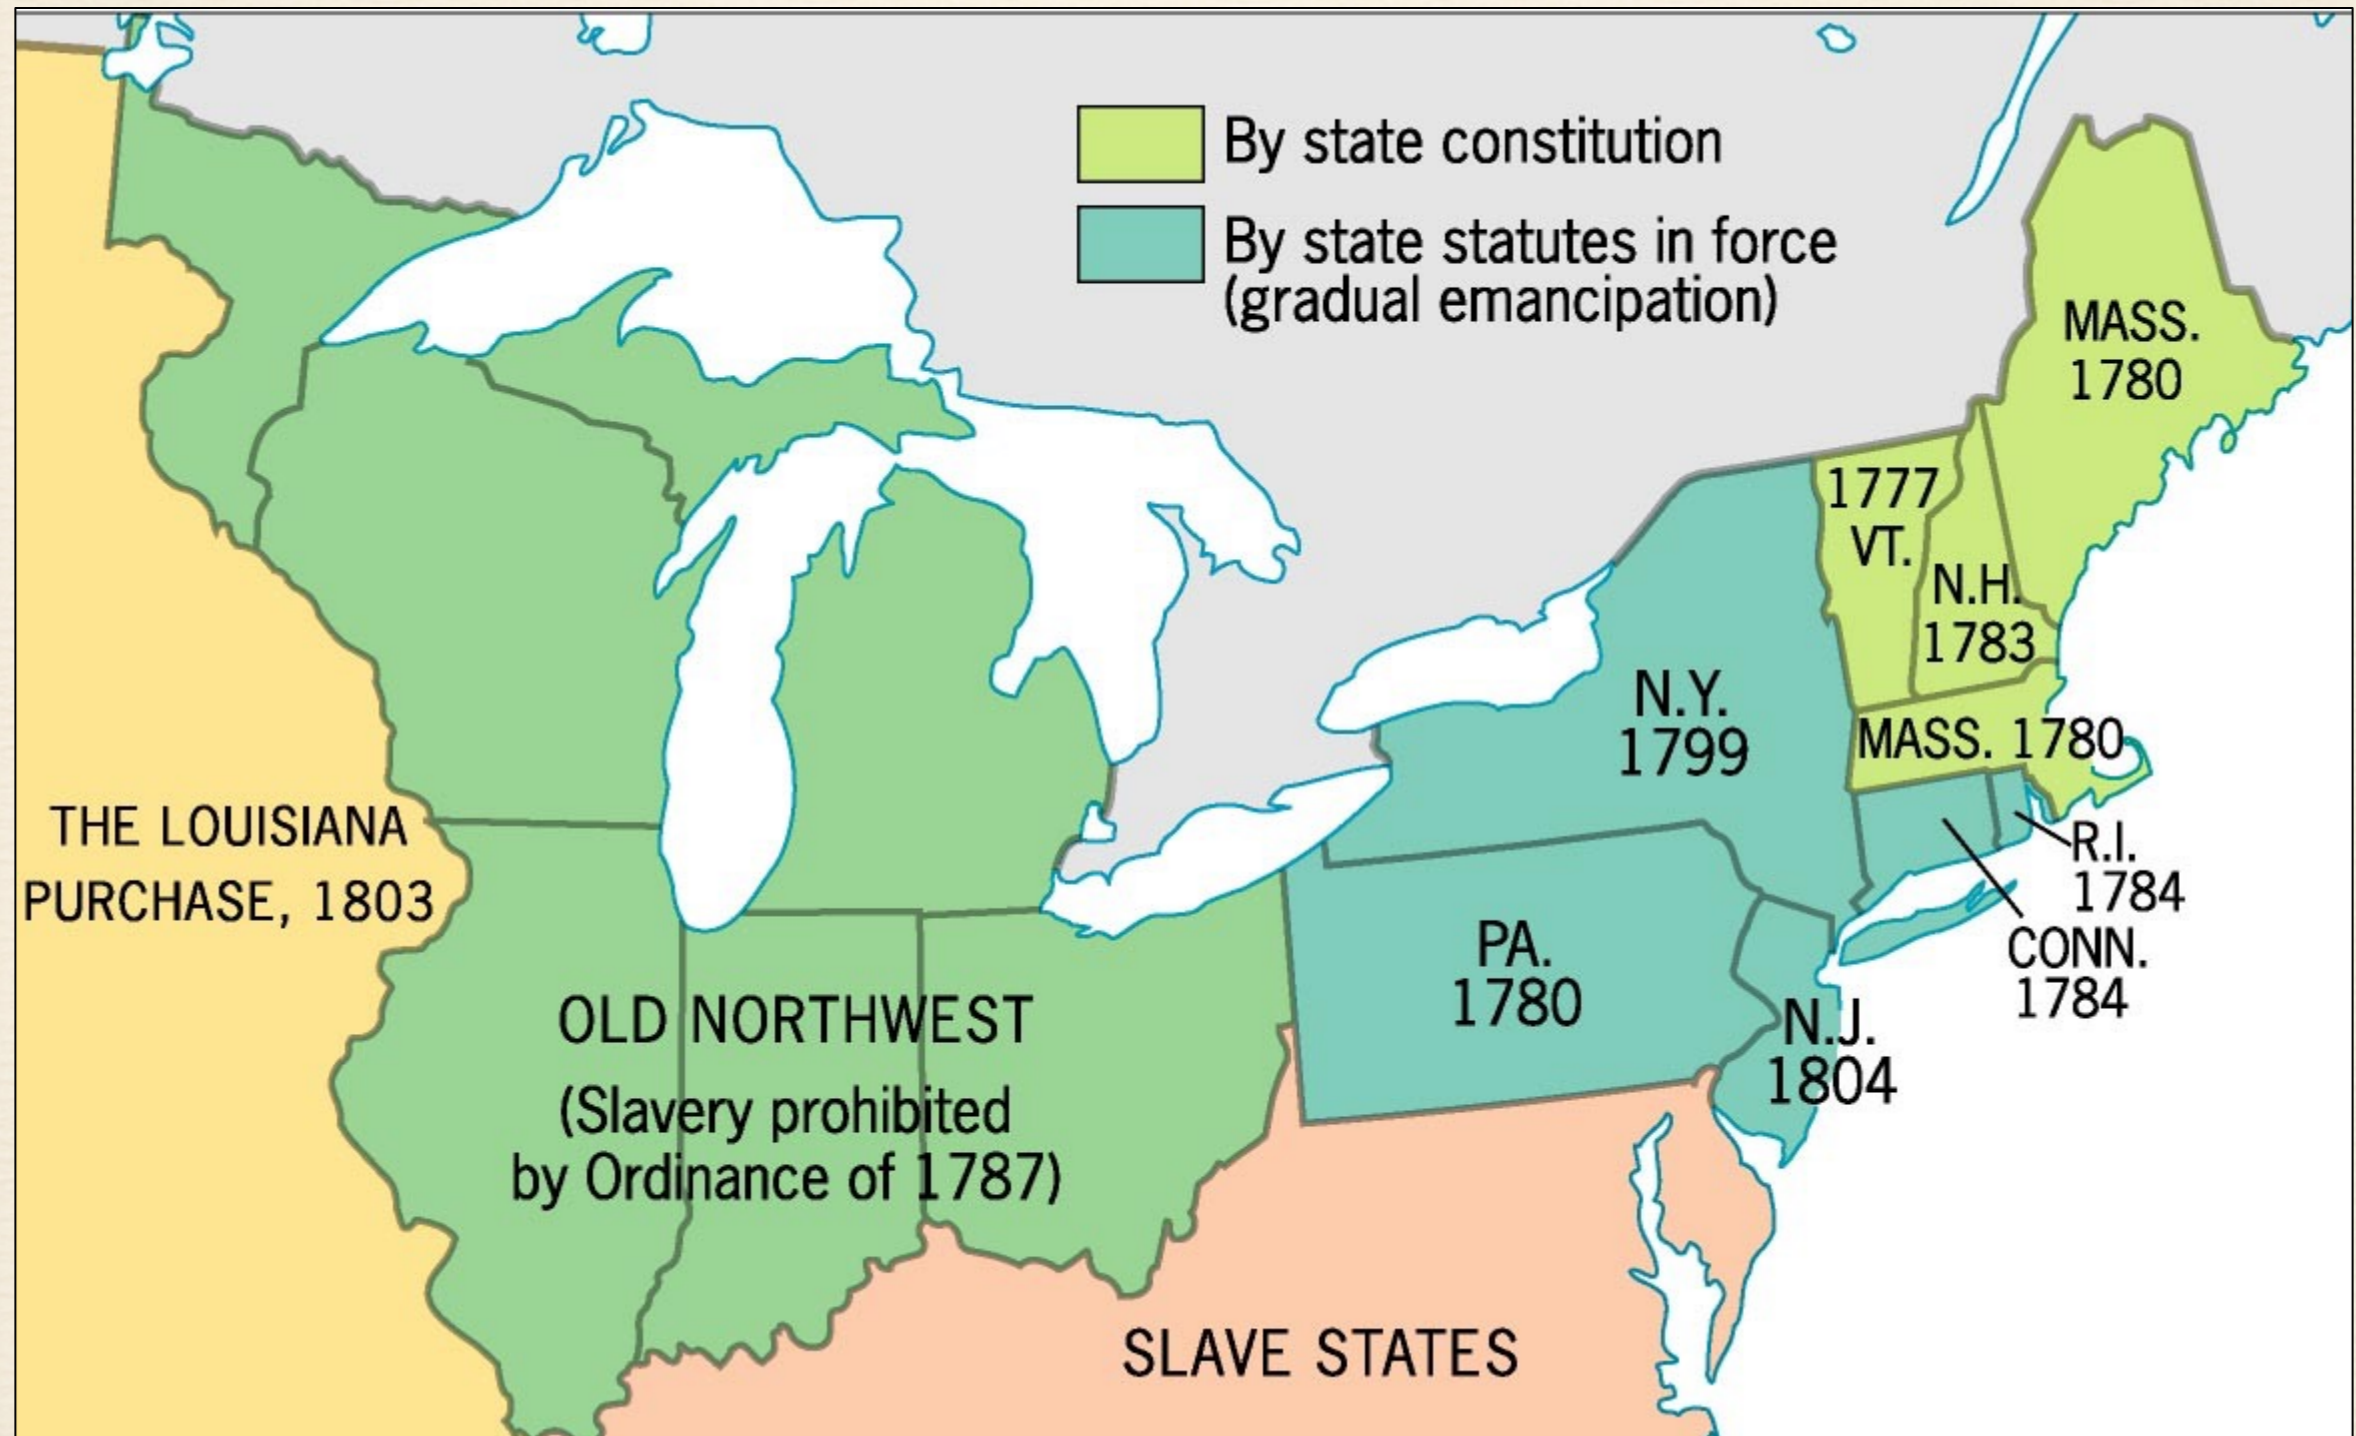 By state constitution
By state statutes in force
(gradual emancipation)
MASS.
1780
1777
VT.
N.H.
1783
N.Y.
1799
MASS. 1780
THE LOUISIANA
PURCHASE, 1803
R.I.
1784
PA.
1780
CONN.
1784
OLD NORTHWEST
(Slavery prohibited
by Ordinance of 1787)
N.J.
1804
SLAVE STATES